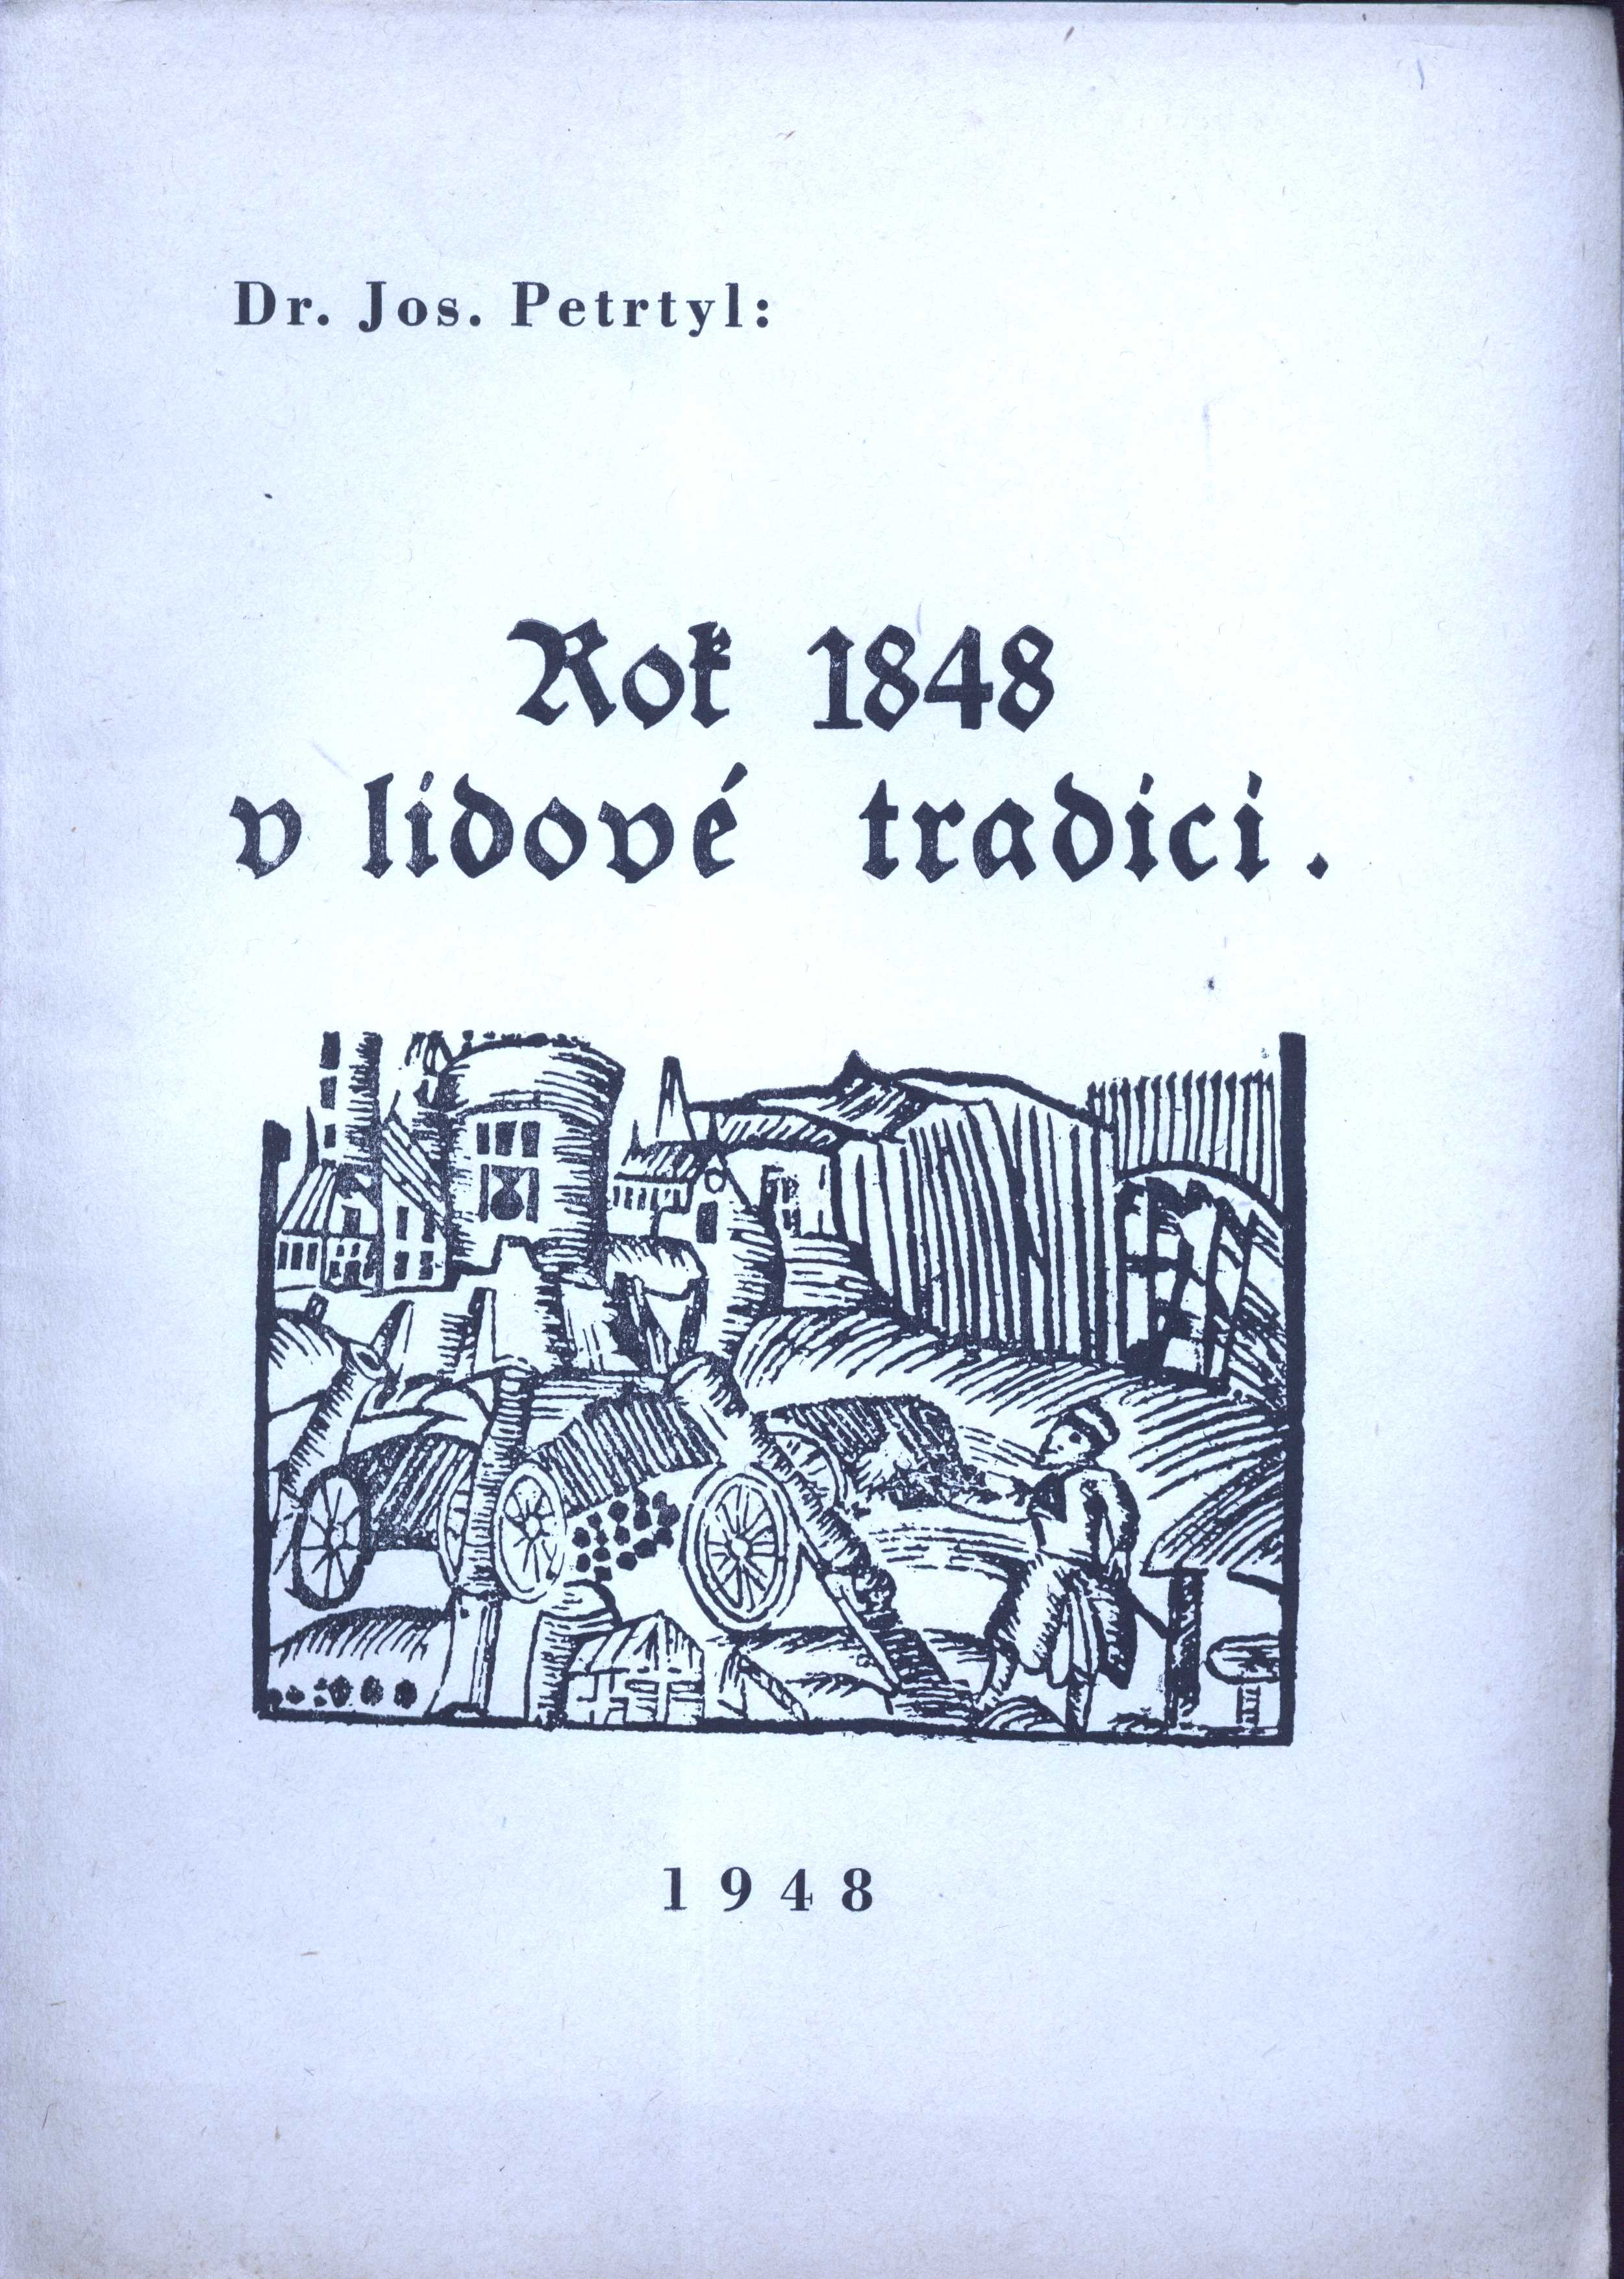 Dr. Jos. Petrtyl:
Rok 1848
v lidové tradici.
1948